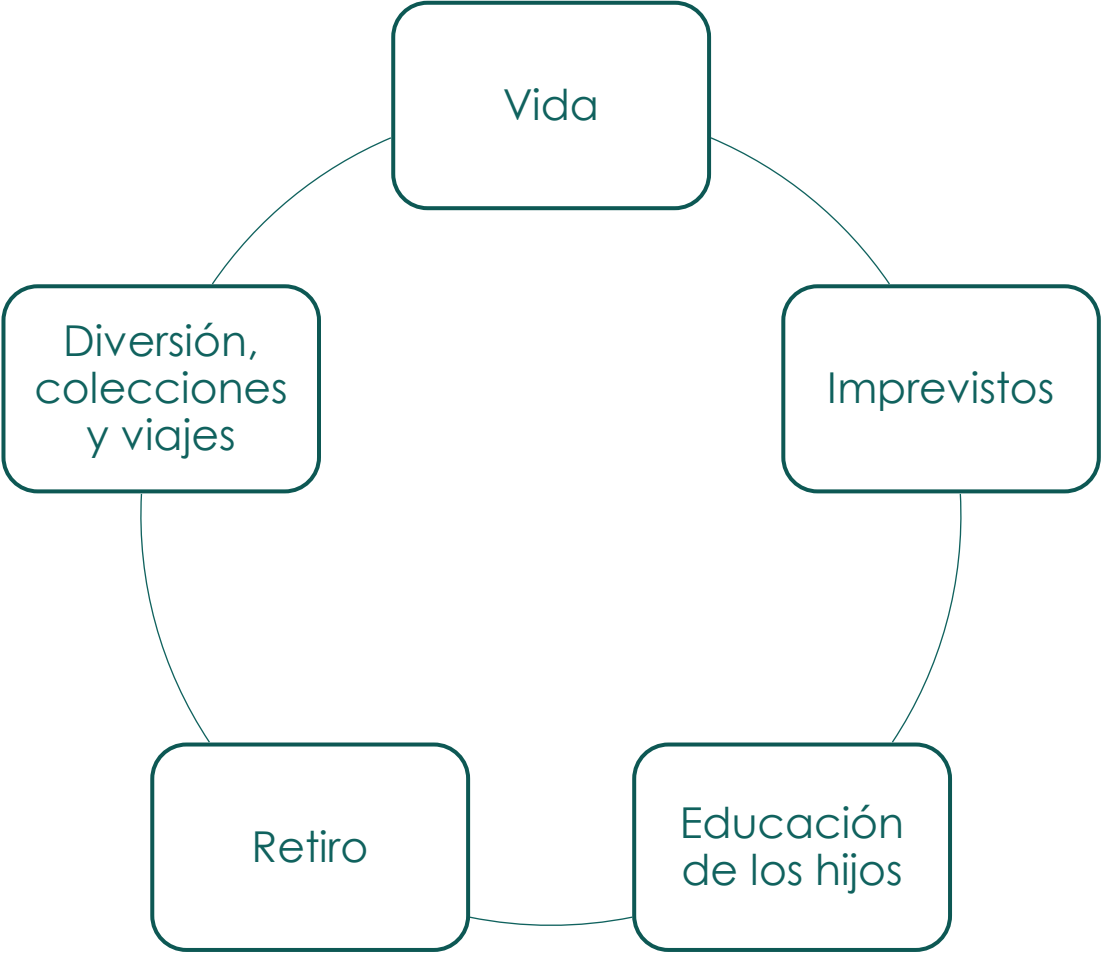 Vida
Diversión,
colecciones
y viajes
Imprevistos
Retiro
Educación
de los hijos